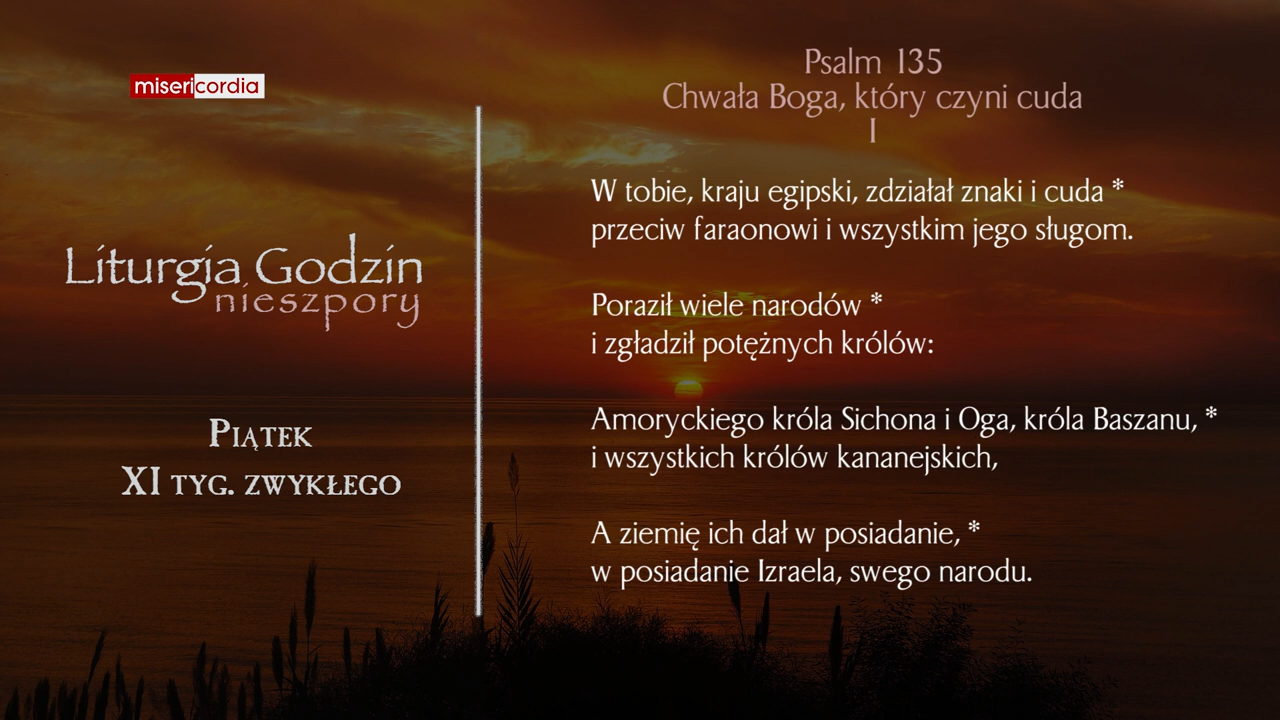 misericordia
Liturgia Godzin
nieszpory
Piątek
XI tyg. zwykłego
Psalm 135
Chwała Boga, który czyni cuda
I
W tobie, kraju egipski, zdziałał znaki i cuda *
przeciw faraonowi i wszystkim jego sługom.
Poraził wiele narodów *
i zgładził potężnych królów:
Amoryckiego króla Sichona i Oga, króla Baszanu, *
i wszystkich królów kananejskich,
A ziemię ich dał w posiadanie, *
w posiadanie Izraela, swego narodu.